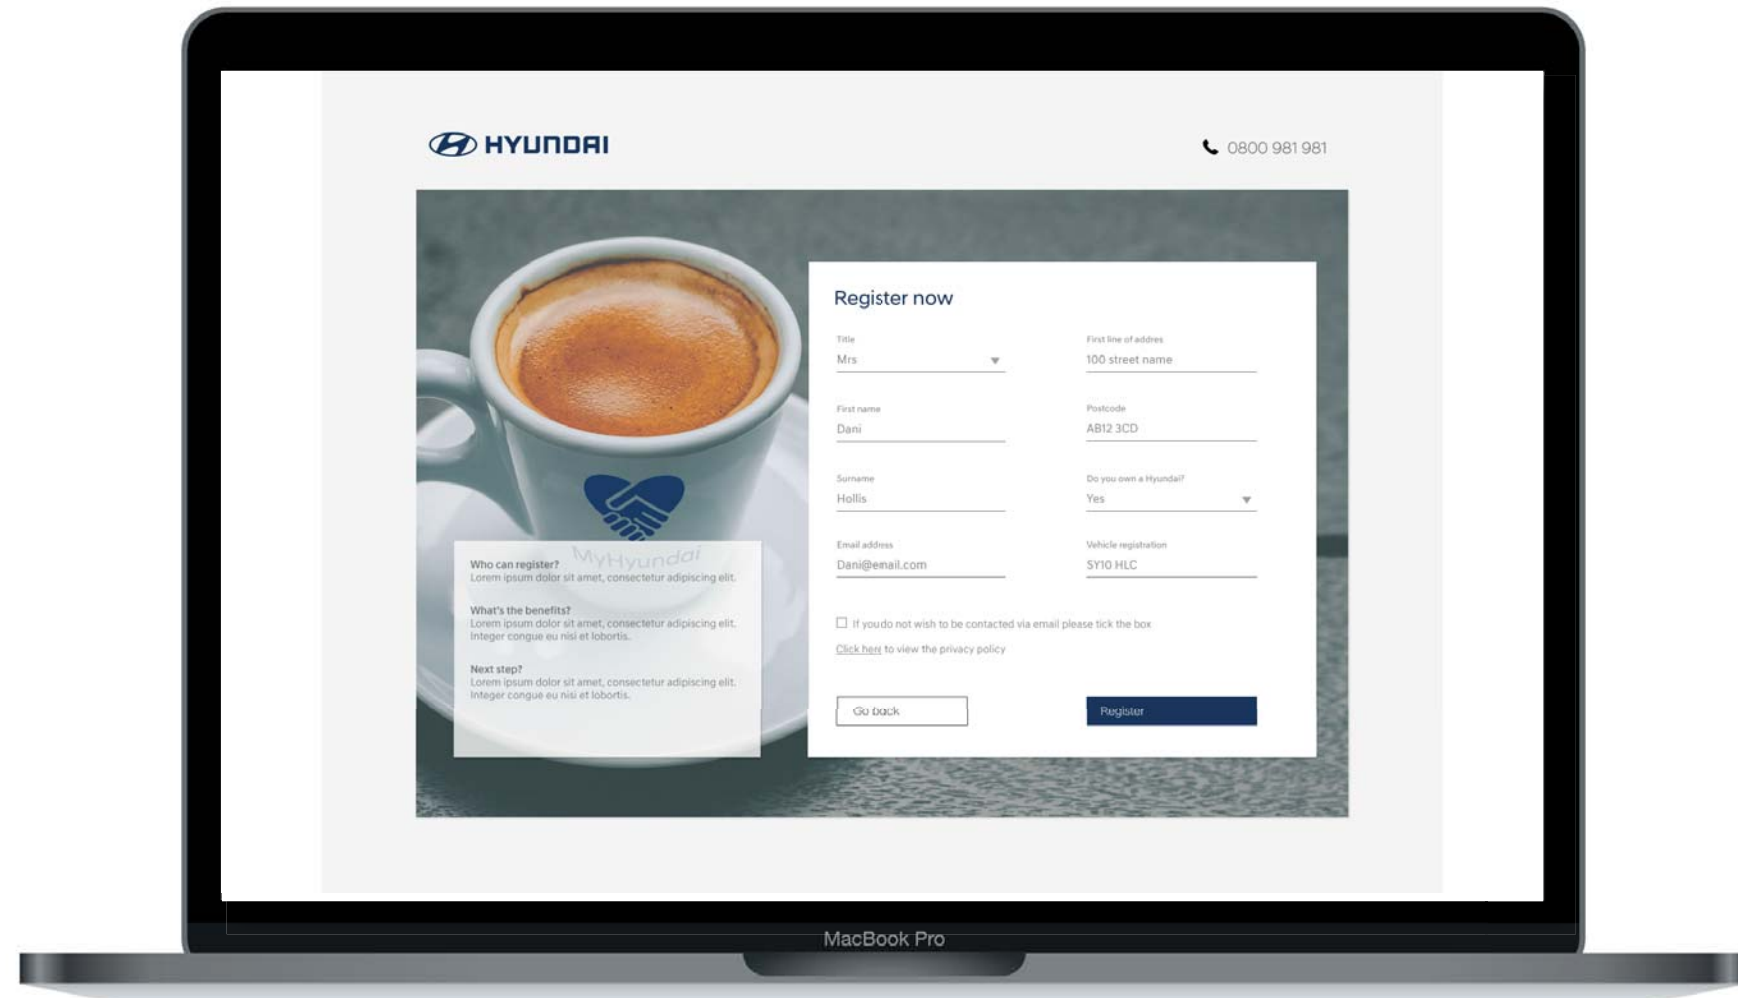 HYUNDAI
0800 981 981
MyHyundai
Who can register?
Lorem ipsum dolor sit amet, consectetur adipiscing elit.
What's the benefits?
Lorem ipsum dolor sit amet, consectetur adipiscing elit.
Integer congue eu nisi et lobortis.
Next step?
Lorem ipsum dolor sit amet, consectetur adipiscing elit.
Integer congue eu nisi et lobortis.
Register now
Title
Mrs
First name
Dani
Surname
Hollis
Email address
Dani@email.com
First line of addres
100 street name
Postcode
AB12 3CD
Do you own a Hyundai?
Yes
Vehicle registration
SY10 HLC
If you do not wish to be contacted via email please tick the box
Click here to view the privacy policy
Go back
Register
MacBook Pro